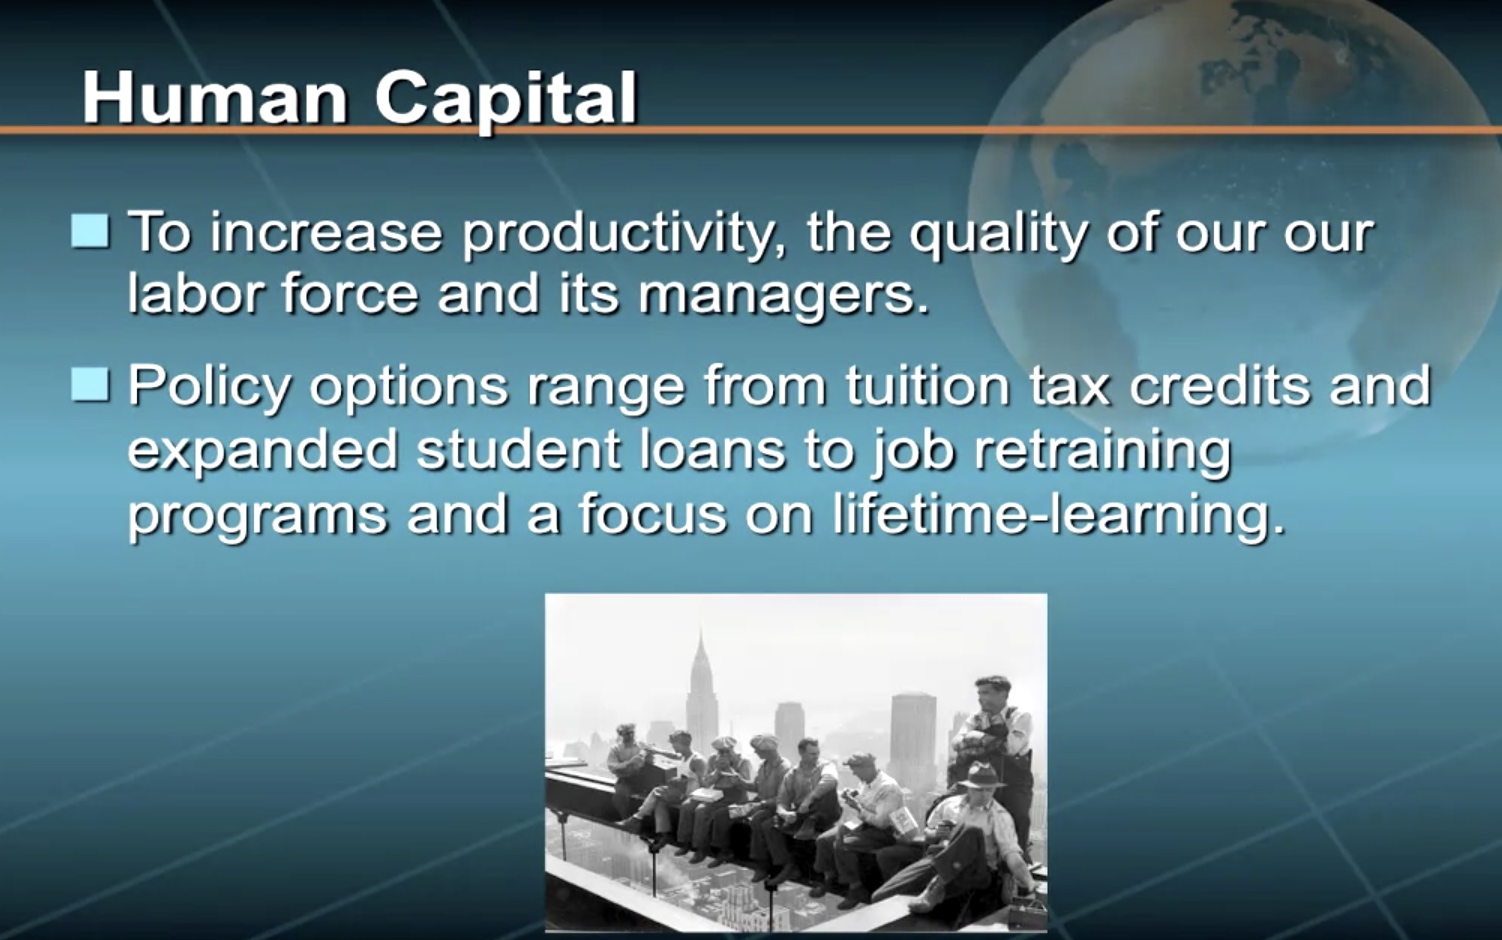 Human Capital
To increase productivity, the quality of our our
labor force and its managers.
Policy options range from tuition tax credits and
expanded student loans to job retraining
programs and a focus on lifetime-learning.